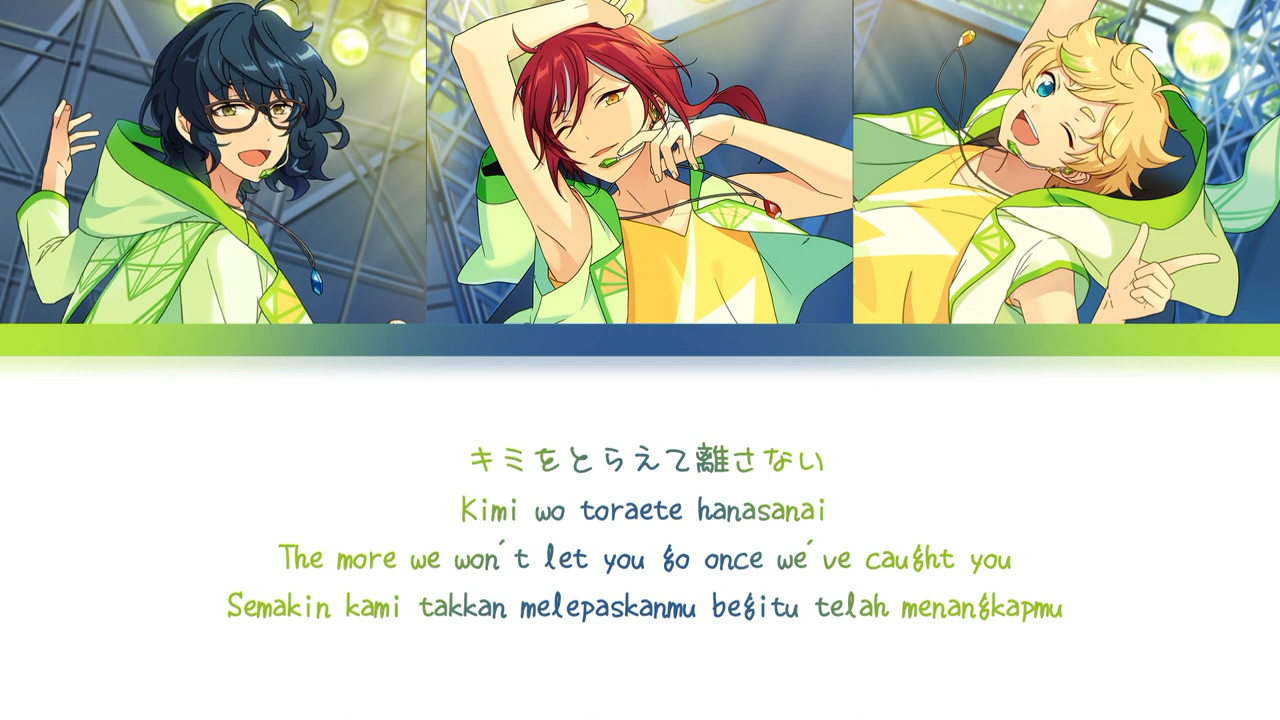 キミをとらえて離さない
Kimi wo toraete hanasanai
The more we won´t let you go once we´ve caught you
Semakin kami takkan melepaskanmu begitu telah menangkapmu